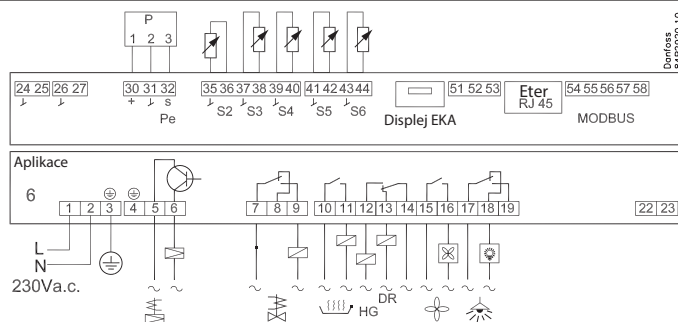 P
1 2 3
Danfoss
24 25 26 27 30 31 32 35 36 37 38 39 40 41 42 43 44 51 52 53 54 55 56 57 58
+ s S2 S3 S4 S5 S6
Pe
Displej EKA
Eter
RJ 45
MODBUS
Aplikace
6
1 2 3 4 5 6 7 8 9 10 11 12 13 14 15 16 17 18 19 22 23
L
N
230Va.c.
HG
DR